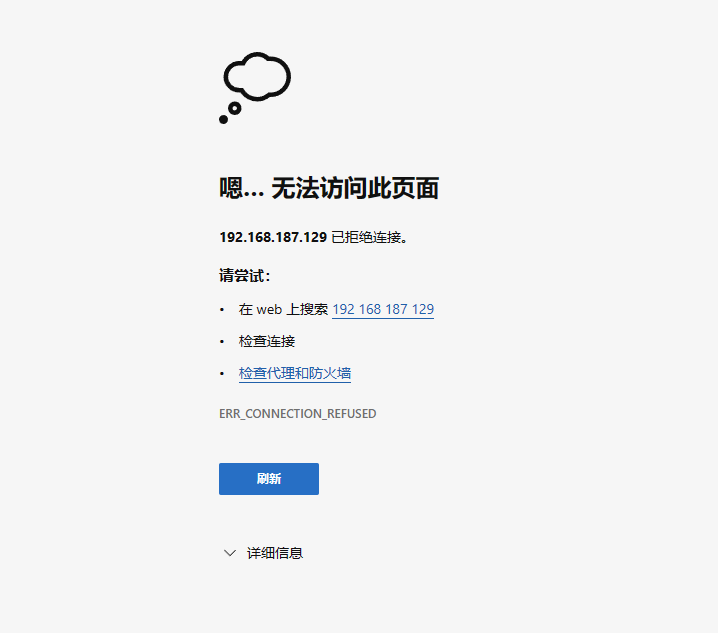 嗯… 无法访问此页面
192.168.187.129 已拒绝连接。
请尝试：
• 在 web 上搜索 192 168 187 129
• 检查连接
• 检查代理和防火墙
ERR_CONNECTION_REFUSED
刷新
详细信息